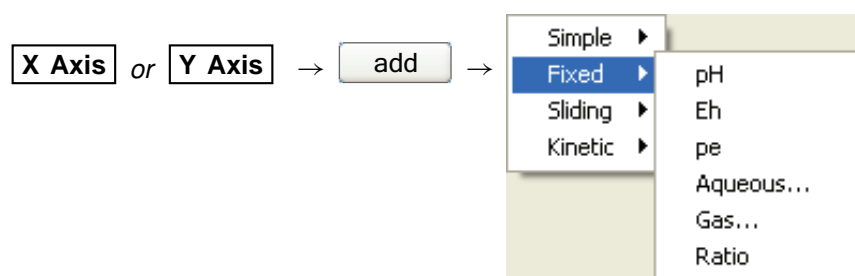 X Axis or Y Axis → add →
Simple
Fixed
Sliding
Kinetic
pH
Eh
pe
Aqueous...
Gas...
Ratio